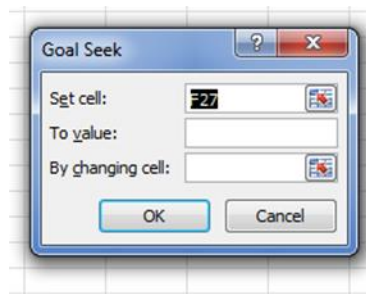 Goal Seek
Set cell: F27
To value:
By changing cell:
OK Cancel